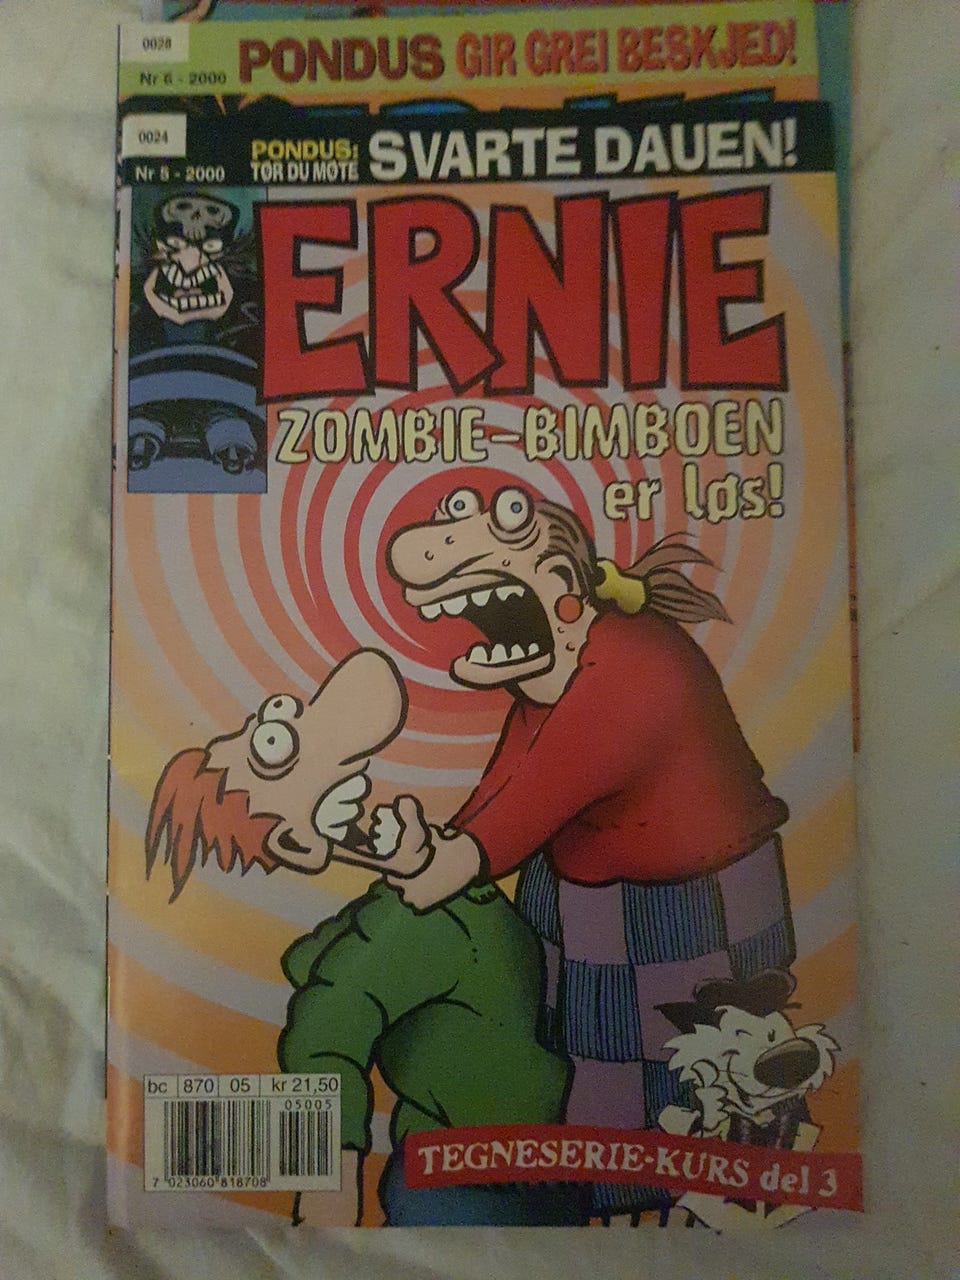 0028
Nr 6 - 2000
PONDUS GIR GREI BESKJED!
0024
Nr 5 - 2000
PONDUS:
TØR DU MØTE
SVARTE DAUEN!
ERNIE
ZOMBIE-BIMBOEN
er løs!
bc 870 05 kr 21,50
05005
7 023060 818708
TEGNESERIE-KURS del 3